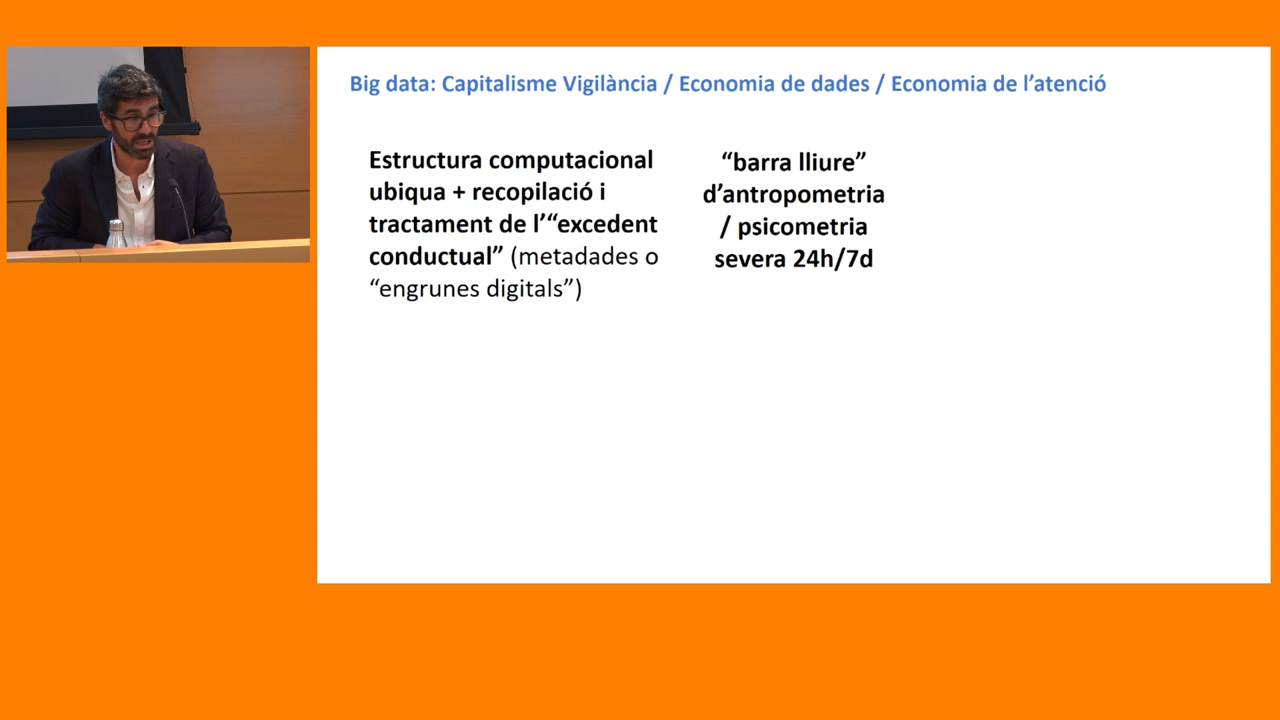 Big data: Capitalisme Vigilància / Economia de dades / Economia de l’atenció
Estructura computacional
ubiqua + recopilació i
tractament de l’“excedent
conductual” (metadades o
“engrunes digitals”)
“barra lliure”
d’antropometria
/ psicometria
severa 24h/7d